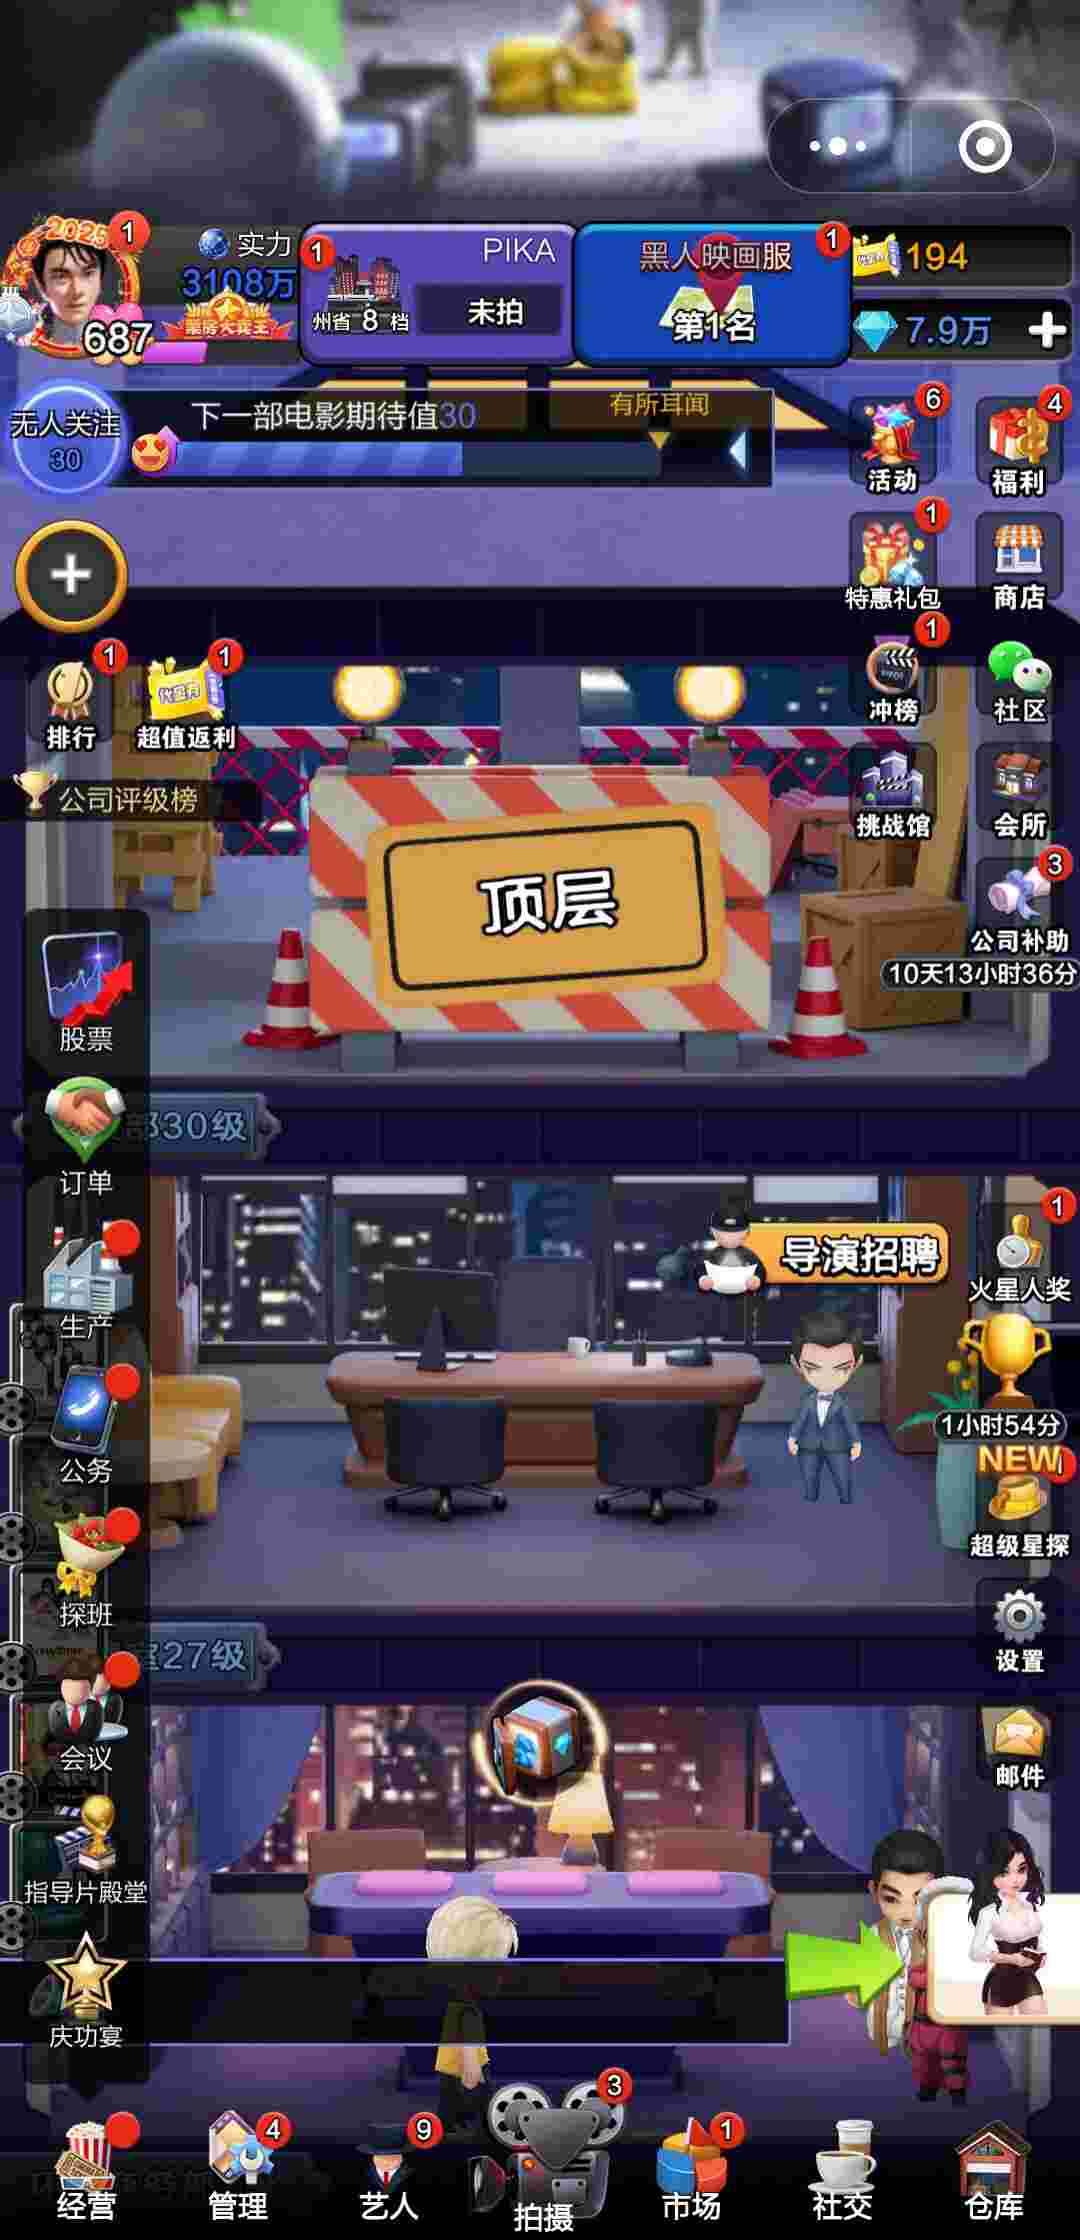 2025
1
687
实力
3108万
票房大赛王
1
PIKA
州省 8 档
未拍
黑人映画服
1
第1名
代金券
194
7.9万
无人关注
30
下一部电影期待值30
有所耳闻
6
活动
4
福利
1
特惠礼包
商店
1
排行
1
代金券
超值返利
1
冲榜
社区
公司评级榜
挑战馆
会所
顶层
3
公司补助
10天13小时36分
股票
部30级
订单
导演招聘
1
火星人奖
生产
1小时54分
公务
NEW
超级星探
探班
室27级
设置
会议
邮件
指导片殿堂
庆功宴
经营
4
管理
9
艺人
3
拍摄
1
市场
社交
仓库